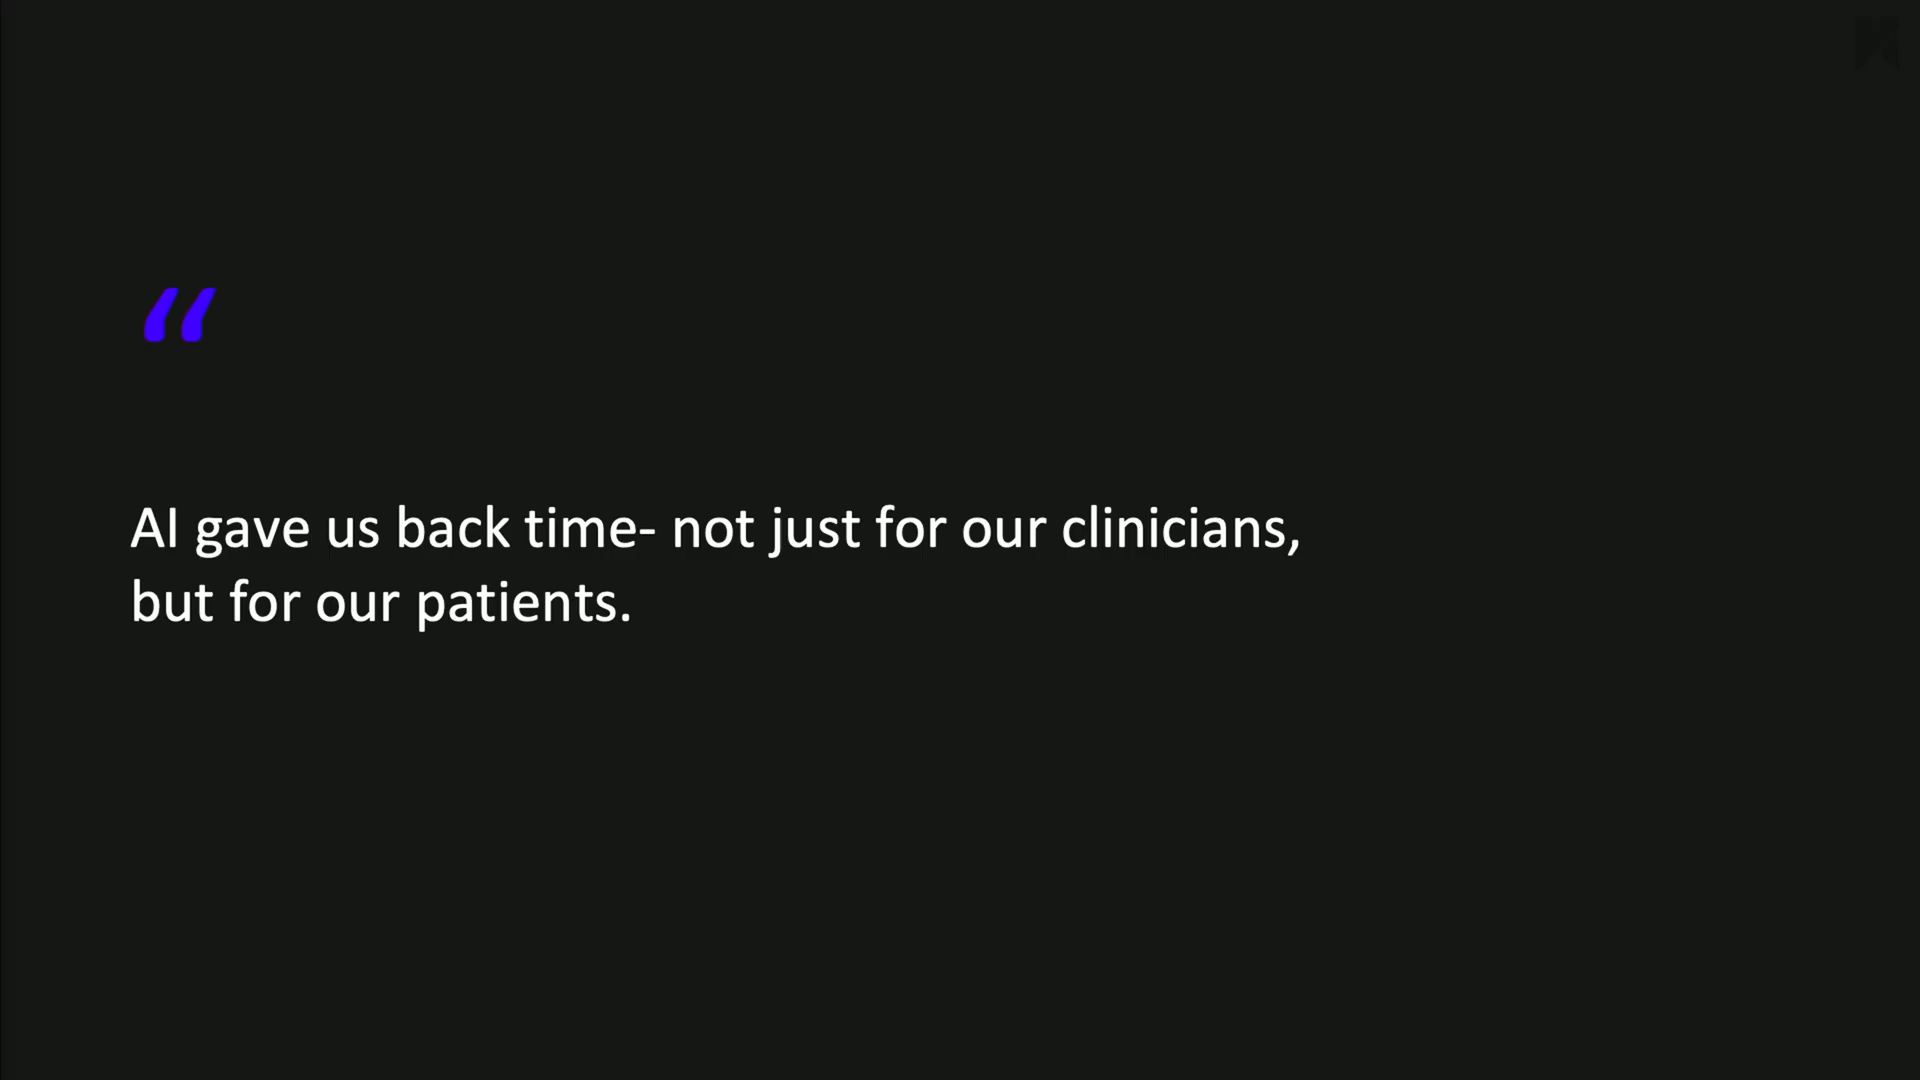 “
AI gave us back time- not just for our clinicians,
but for our patients.